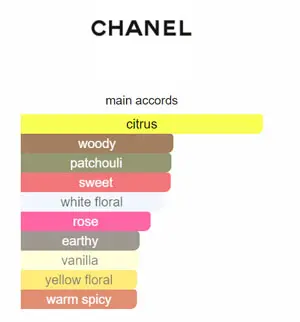 CHANEL
main accords
citrus
woody
patchouli
sweet
white floral
rose
earthy
vanilla
yellow floral
warm spicy